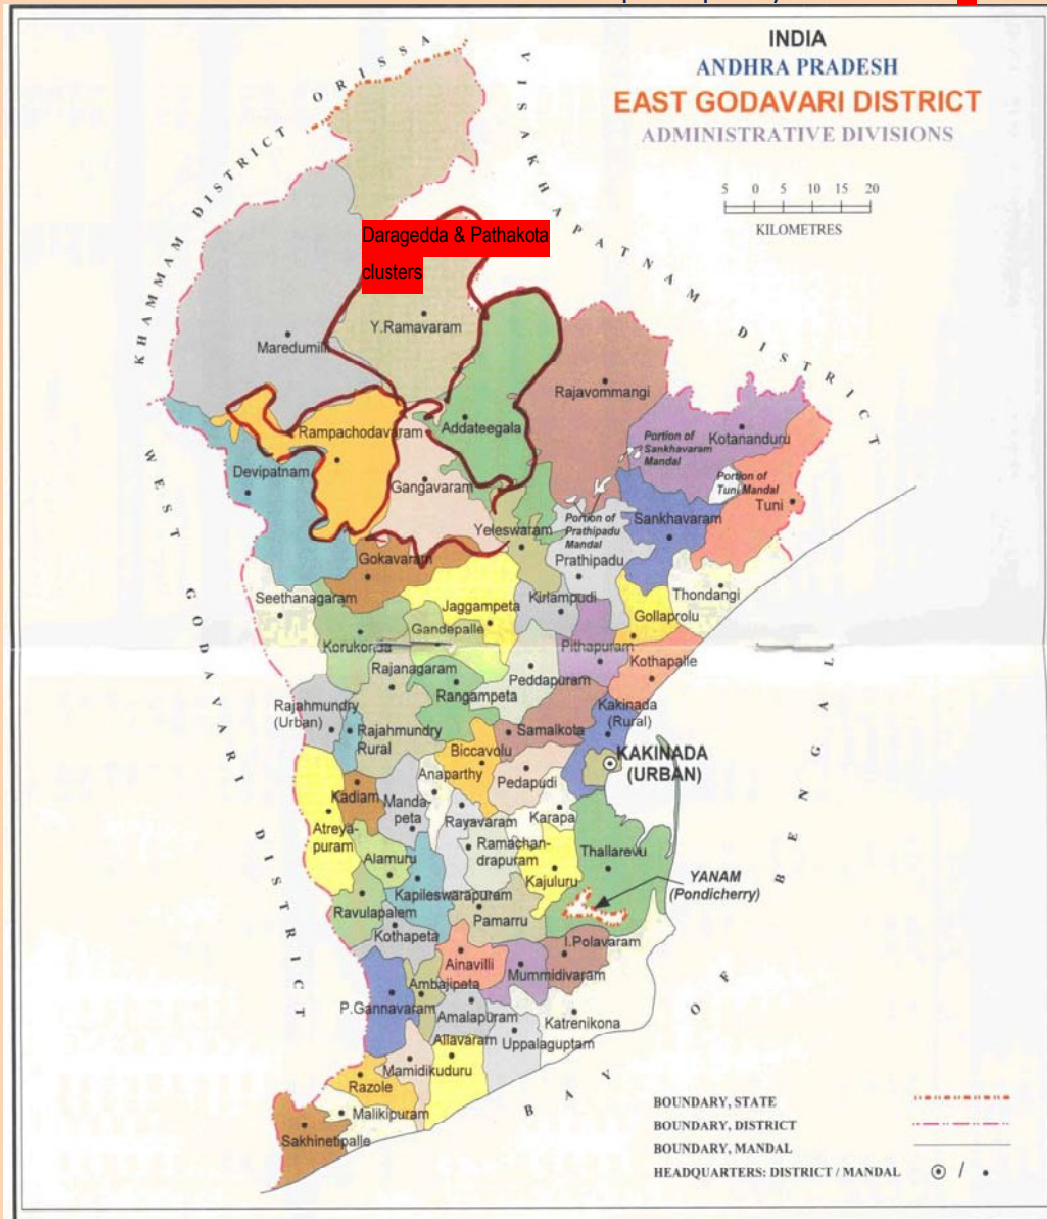 INDIA
ANDHRA PRADESH
EAST GODAVARI DISTRICT
ADMINISTRATIVE DIVISIONS
5 0 5 10 15 20
KILOMETRES
ORISSA
VISAKHAPATNAM DISTRICT
KHAMMAM DISTRICT
WEST GODAVARI DISTRICT
BAY OF BENGAL
Daragedda & Pathakota
clusters
Y.Ramavaram
Maredumilli
Rajavommangi
Rampachodavaram
Addateegala
Portion of
Sankhavaram
Mandal
Kotananduru
Devipatnam
Gangavaram
Portion of
Tuni Mandal
Tuni
Yeleswaram
Portion of
Prathipadu
Mandal
Sankhavaram
Prathipadu
Gokavaram
Seethanagaram
Jaggampeta
Kirlampudi
Thondangi
Gollaprolu
Gandepalle
Korukonda
Pithapuram
Kothapalle
Rajanagaram
Peddapuram
Rangampeta
Rajahmundry
(Urban)
Rajahmundry
Rural
Samalkota
Kakinada
(Rural)
KAKINADA
(URBAN)
Biccavolu
Anaparthy
Pedapudi
Kadiam
Manda-
peta
Rayavaram
Karapa
Atreya-
puram
Ramachan-
drapuram
Thallarevu
Alamuru
Kajuluru
YANAM
(Pondicherry)
Kapileswarapuram
Ravulapalem
Pamarru
Kothapeta
I.Polavaram
Ainavilli
Mummidivaram
Ambajipeta
P.Gannavaram
Amalapuram
Katrenikona
Allavaram
Uppalaguptam
Mamidikuduru
Razole
Malikipuram
Sakhinetipalle
BOUNDARY, STATE
BOUNDARY, DISTRICT
BOUNDARY, MANDAL
HEADQUARTERS: DISTRICT / MANDAL /